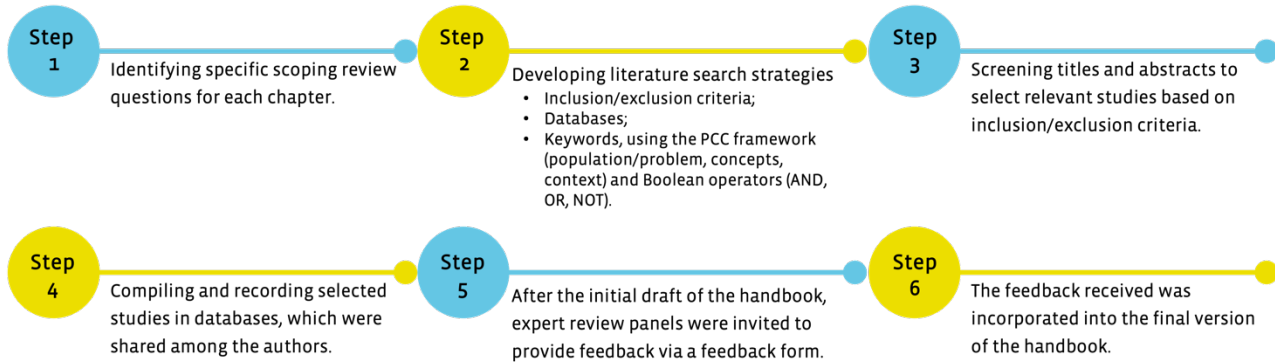 Step
1
Identifying specific scoping review
questions for each chapter.
Step
2
Developing literature search strategies
• Inclusion/exclusion criteria;
• Databases;
• Keywords, using the PCC framework
(population/problem, concepts,
context) and Boolean operators (AND,
OR, NOT).
Step
3
Screening titles and abstracts to
select relevant studies based on
inclusion/exclusion criteria.
Step
4
Compiling and recording selected
studies in databases, which were
shared among the authors.
Step
5
After the initial draft of the handbook,
expert review panels were invited to
provide feedback via a feedback form.
Step
6
The feedback received was
incorporated into the final version
of the handbook.